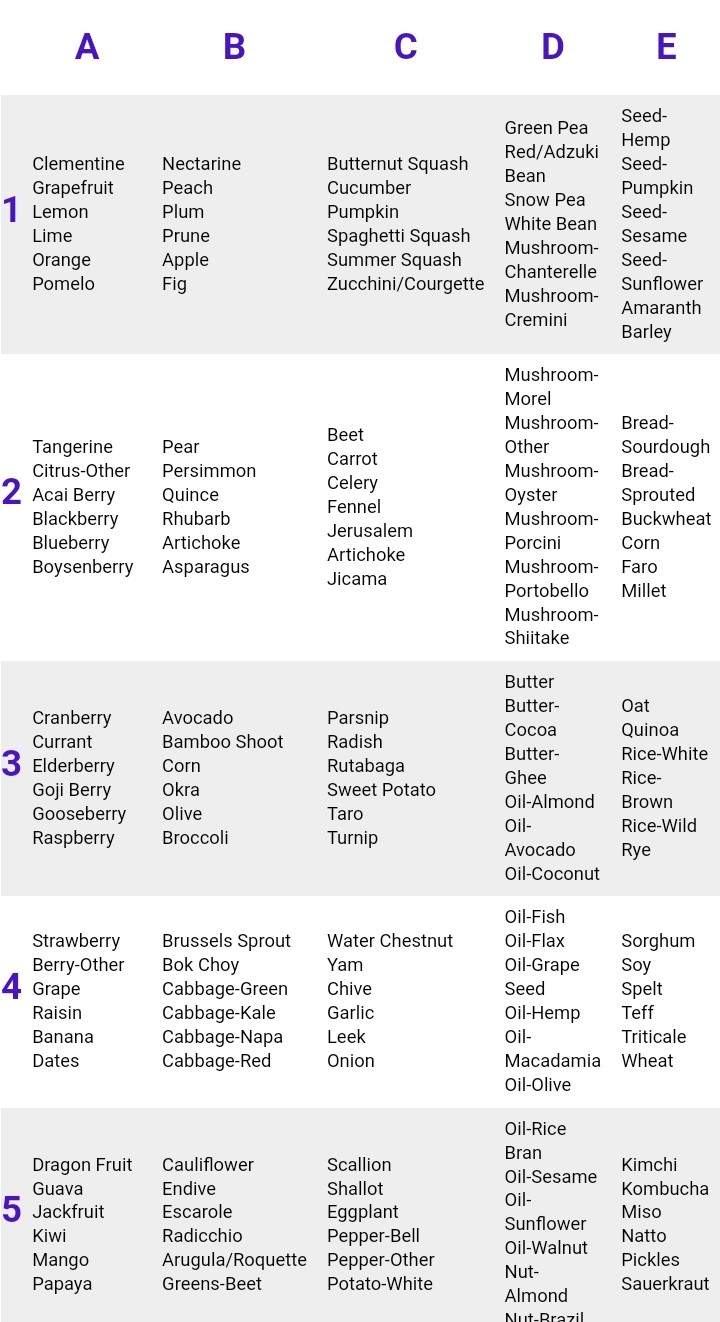 A B C D E
1
Clementine
Grapefruit
Lemon
Lime
Orange
Pomelo
Nectarine
Peach
Plum
Prune
Apple
Fig
Butternut Squash
Cucumber
Pumpkin
Spaghetti Squash
Summer Squash
Zucchini/Courgette
Green Pea
Red/Adzuki
Bean
Snow Pea
White Bean
Mushroom-
Chanterelle
Mushroom-
Cremini
Seed-
Hemp
Seed-
Pumpkin
Seed-
Sesame
Seed-
Sunflower
Amaranth
Barley
2
Tangerine
Citrus-Other
Acai Berry
Blackberry
Blueberry
Boysenberry
Pear
Persimmon
Quince
Rhubarb
Artichoke
Asparagus
Beet
Carrot
Celery
Fennel
Jerusalem
Artichoke
Jicama
Mushroom-
Morel
Mushroom-
Other
Mushroom-
Oyster
Mushroom-
Porcini
Mushroom-
Portobello
Mushroom-
Shiitake
Bread-
Sourdough
Bread-
Sprouted
Buckwheat
Corn
Faro
Millet
3
Cranberry
Currant
Elderberry
Goji Berry
Gooseberry
Raspberry
Avocado
Bamboo Shoot
Corn
Okra
Olive
Broccoli
Parsnip
Radish
Rutabaga
Sweet Potato
Taro
Turnip
Butter
Butter-
Cocoa
Butter-
Ghee
Oil-Almond
Oil-
Avocado
Oil-Coconut
Oat
Quinoa
Rice-White
Rice-
Brown
Rice-Wild
Rye
4
Strawberry
Berry-Other
Grape
Raisin
Banana
Dates
Brussels Sprout
Bok Choy
Cabbage-Green
Cabbage-Kale
Cabbage-Napa
Cabbage-Red
Water Chestnut
Yam
Chive
Garlic
Leek
Onion
Oil-Fish
Oil-Flax
Oil-Grape
Seed
Oil-Hemp
Oil-
Macadamia
Oil-Olive
Sorghum
Soy
Spelt
Teff
Triticale
Wheat
5
Dragon Fruit
Guava
Jackfruit
Kiwi
Mango
Papaya
Cauliflower
Endive
Escarole
Radicchio
Arugula/Roquette
Greens-Beet
Scallion
Shallot
Eggplant
Pepper-Bell
Pepper-Other
Potato-White
Oil-Rice
Bran
Oil-Sesame
Oil-
Sunflower
Oil-Walnut
Nut-
Almond
Nut-Brazil
Kimchi
Kombucha
Miso
Natto
Pickles
Sauerkraut